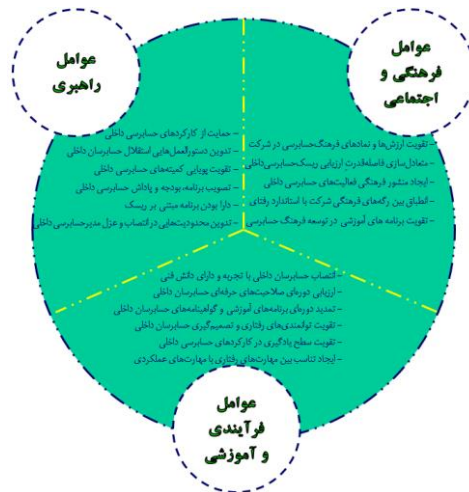 عوامل
فرهنگی و
اجتماعی
– تقویت ارزش‌ها و نمادهای فرهنگ حسابرسی در شرکت
– متعادل‌سازی فاصله قدرت ارزیابی ریسک حسابرسی داخلی
– ایجاد منشور فرهنگی فعالیت‌های حسابرسی داخلی
– انطباق بین رگه‌های فرهنگی شرکت با استاندارد رفتاری
– تقویت برنامه های آموزشی در توسعه فرهنگ حسابرسی
عوامل
راهبری
– حمایت از کارکردهای حسابرسی داخلی
– تدوین دستورالعمل‌هایی استقلال حسابرسان داخلی
– تقویت پویایی کمیته‌های حسابرسی داخلی
– تصویب برنامه، بودجه و پاداش حسابرسی داخلی
– دارا بودن برنامه مبتنی بر ریسک
– تدوین محدودیت‌هایی در انتصاب و عزل مدیر حسابرسی داخلی
– انتصاب حسابرسان داخلی با تجربه و دارای دانش فنی
– ارزیابی دوره‌ای صلاحیت‌های حرفه‌ای حسابرسان داخلی
– تمدید دوره‌ای برنامه‌های آموزشی و گواهینامه‌های حسابرسان داخلی
– تقویت توانمندی‌های رفتاری و تصمیم‌گیری حسابرسان داخلی
– تقویت سطح یادگیری در کارکردهای حسابرسی داخلی
– ایجاد تناسب بین مهارت‌های رفتاری با مهارت‌های عملکردی
عوامل
فرآیندی
و آموزشی